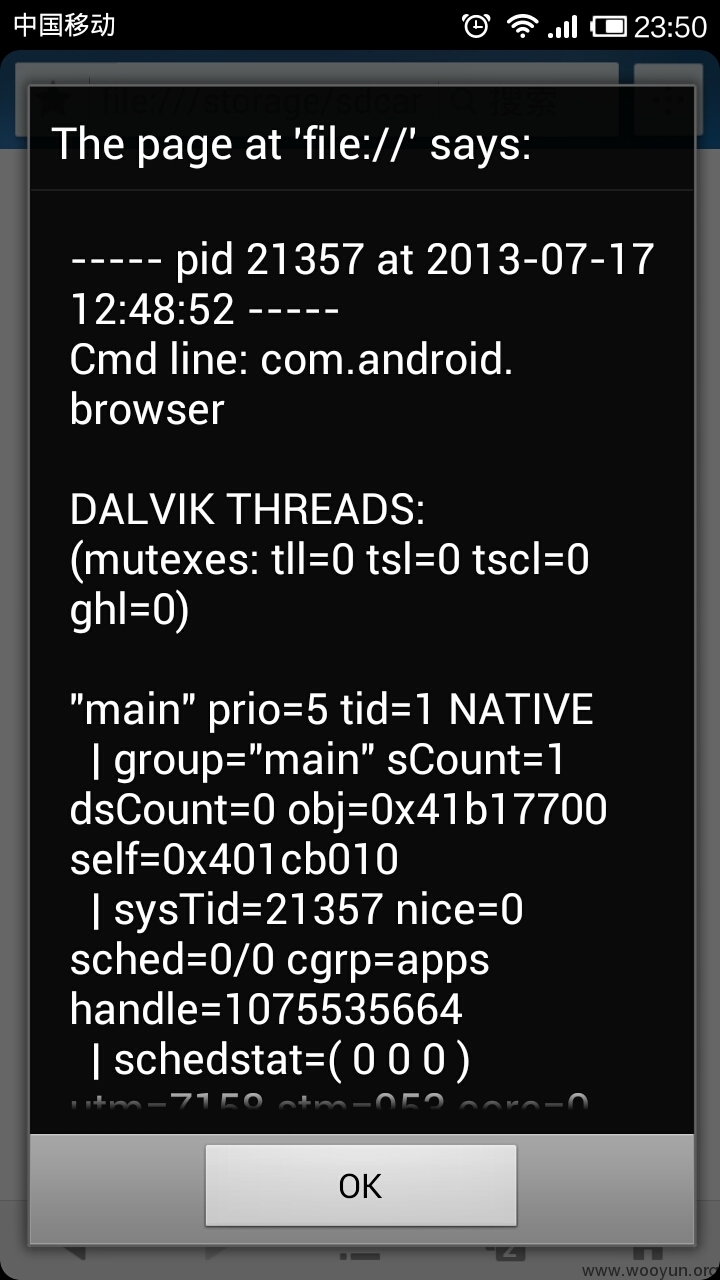 中国移动
23:50
file:///storage/sdcar
搜索
The page at 'file://' says:
----- pid 21357 at 2013-07-17
12:48:52 -----
Cmd line: com.android.
browser
DALVIK THREADS:
(mutexes: tll=0 tsl=0 tscl=0
ghl=0)
"main" prio=5 tid=1 NATIVE
| group="main" sCount=1
dsCount=0 obj=0x41b17700
self=0x401cb010
| sysTid=21357 nice=0
sched=0/0 cgrp=apps
handle=1075535664
| schedstat=( 0 0 0 )
utm=7158 stm=953 core=0
OK
2
www.wooyun.org